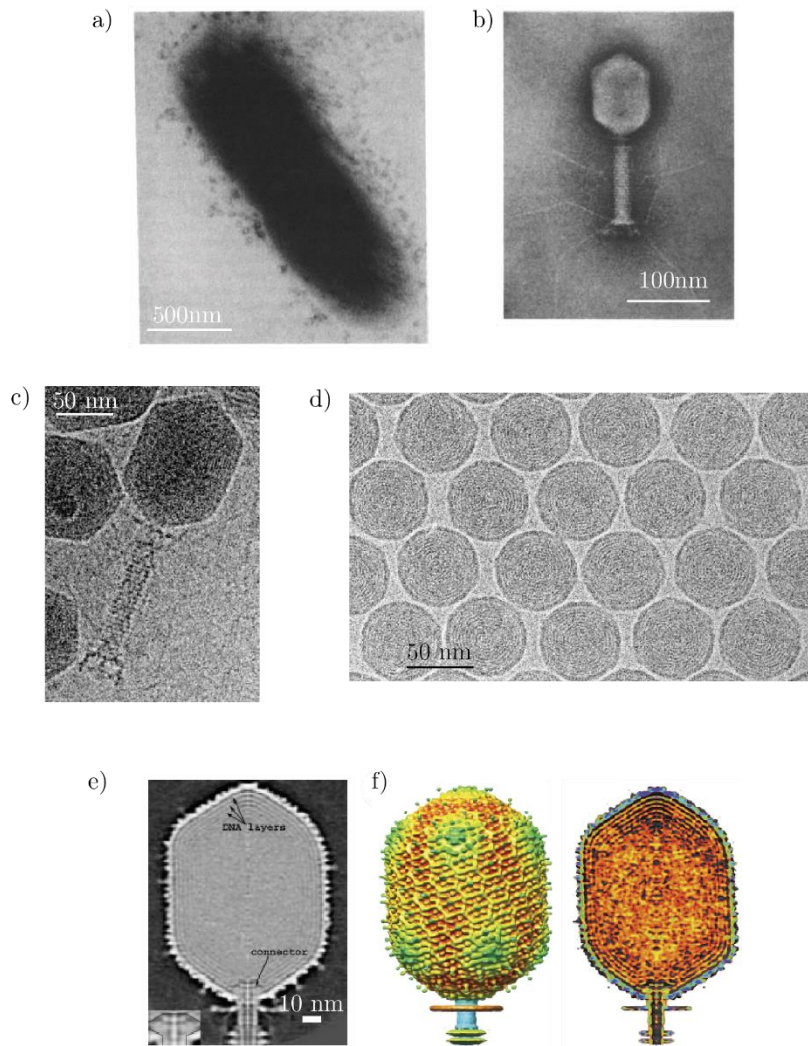 a)
b)
500nm
100nm
c)
50 nm
d)
50 nm
e)
DNA layers
connector
10 nm
f)